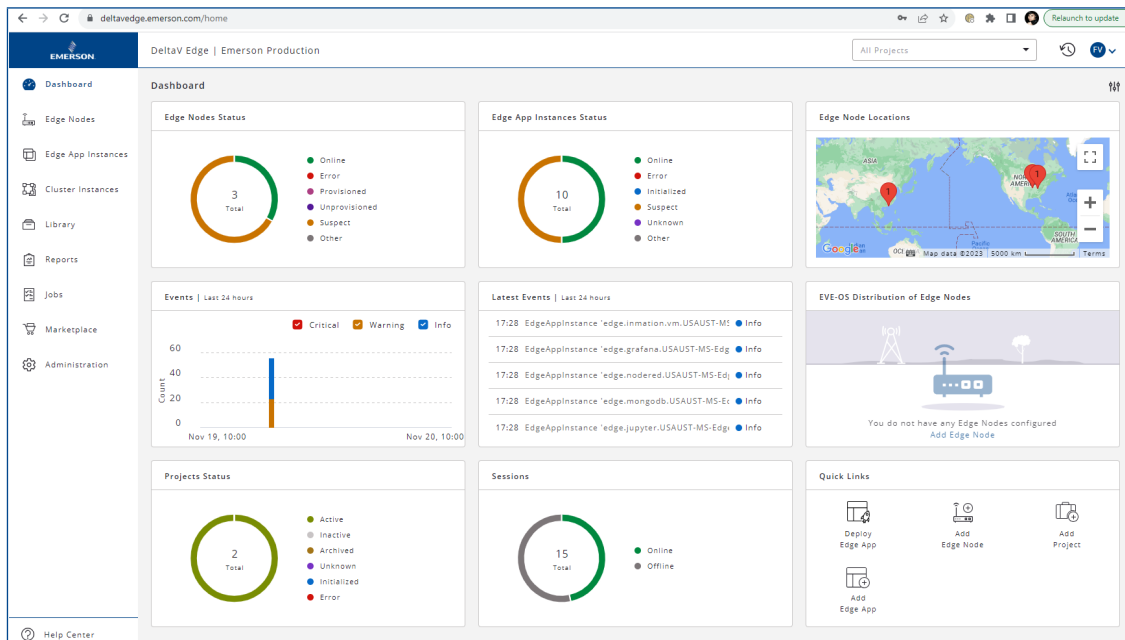 deltavedge.emerson.com/home
Relaunch to update
EMERSON
DeltaV Edge | Emerson Production
All Projects
FV
Dashboard
Edge Nodes
Edge App Instances
Cluster Instances
Library
Reports
Jobs
Marketplace
Administration
Help Center
Dashboard
Edge Nodes Status
3
Total
Online
Error
Provisioned
Unprovisioned
Suspect
Other
Edge App Instances Status
10
Total
Online
Error
Initialized
Suspect
Unknown
Other
Edge Node Locations
ASIA
1
1
Pacific
SOUTH
AMERICA
Google
Map data ©2023
5000 km
Terms
Events | Last 24 hours
Critical
Warning
Info
Count
60
40
20
0
Nov 19, 10:00
Nov 20, 10:00
Latest Events | Last 24 hours
17:28 EdgeAppInstance 'edge.inmation.vm.USAUST-MS Info
17:28 EdgeAppInstance 'edge.grafana.USAUST-MS-Edg Info
17:28 EdgeAppInstance 'edge.nodered.USAUST-MS-Ed Info
17:28 EdgeAppInstance 'edge.mongodb.USAUST-MS-E Info
17:28 EdgeAppInstance 'edge.jupyter.USAUST-MS-Edg Info
EVE-OS Distribution of Edge Nodes
You do not have any Edge Nodes configured
Add Edge Node
Projects Status
2
Total
Active
Inactive
Archived
Unknown
Initialized
Error
Sessions
15
Total
Online
Offline
Quick Links
Deploy
Edge App
Add
Edge Node
Add
Project
Add
Edge App